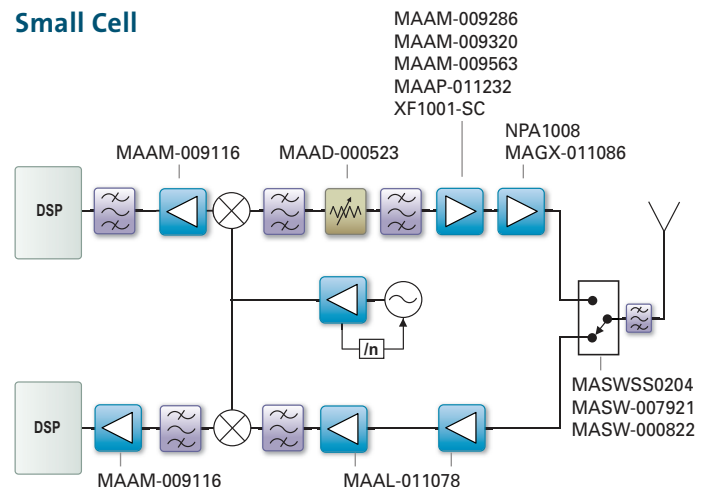 Small Cell
MAAM-009286
MAAM-009320
MAAM-009563
MAAP-011232
XF1001-SC
NPA1008
MAGX-011086
MAAM-009116
MAAD-000523
DSP
/n
DSP
MASWSS0204
MASW-007921
MASW-000822
MAAM-009116
MAAL-011078